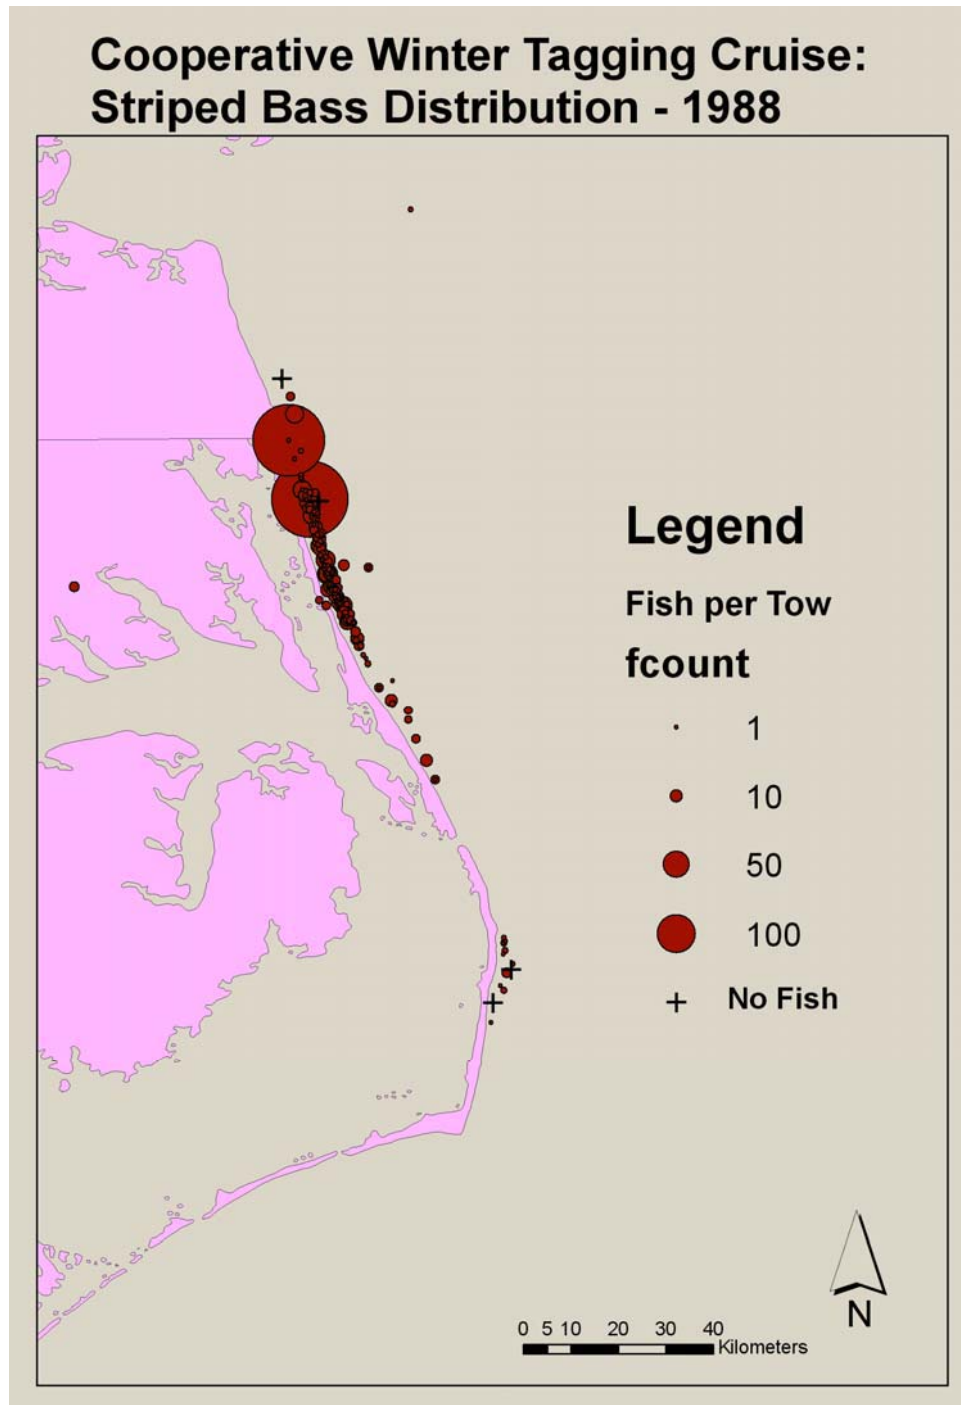 Cooperative Winter Tagging Cruise:
Striped Bass Distribution - 1988
Legend
Fish per Tow
fcount
1
10
50
100
No Fish
N
0 5 10 20 30 40
Kilometers